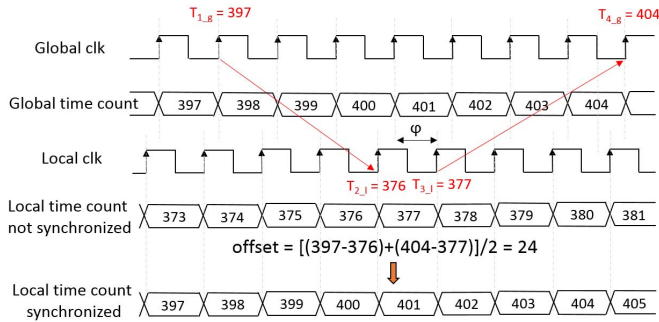 T1_g = 397
T4_g = 404
Global clk
Global time count 397 398 399 400 401 402 403 404
φ
Local clk
T2_l = 376
T3_l = 377
Local time count
not synchronized
373 374 375 376 377 378 379 380 381
offset = [(397-376)+(404-377)]/2 = 24
Local time count
synchronized
397 398 399 400 401 402 403 404 405